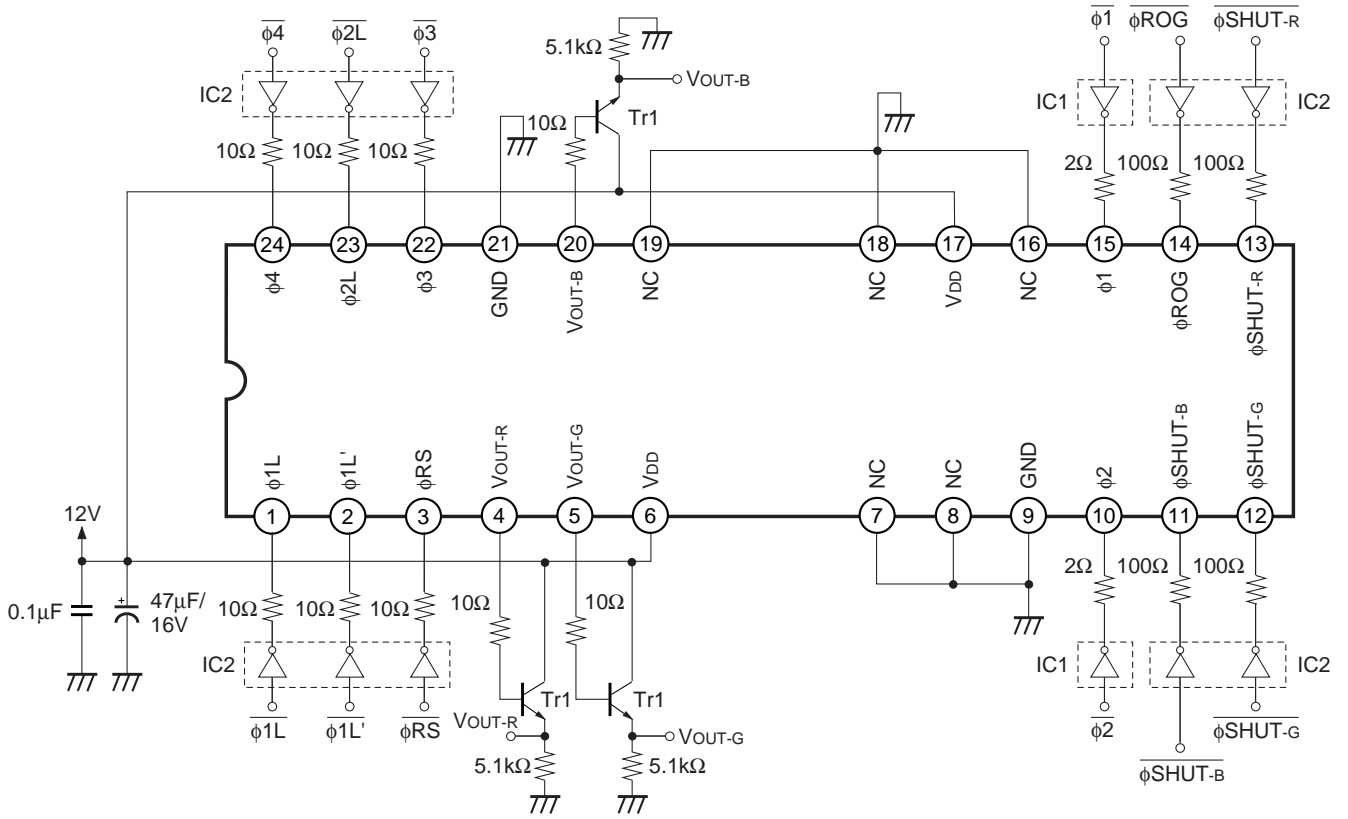 φ4 φ2L φ3
5.1kΩ
VOUT-B
φ1 φROG φSHUT-R
IC2
Tr1
IC1
IC2
10Ω 10Ω 10Ω
10Ω
2Ω 100Ω 100Ω
24 23 22 21 20 19 18 17 16 15 14 13
φ4 φ2L φ3 GND VOUT-B NC NC VDD NC φ1 φROG φSHUT-R
φ1L φ1L' φRS VOUT-R VOUT-G VDD NC NC GND φ2 φSHUT-B φSHUT-G
1 2 3 4 5 6 7 8 9 10 11 12
12V
0.1μF
+
47μF/
16V
10Ω 10Ω 10Ω 10Ω 10Ω
2Ω 100Ω 100Ω
IC2
IC1
IC2
Tr1 Tr1
φ1L φ1L' φRS
VOUT-R
VOUT-G
φ2
φSHUT-G
φSHUT-B
5.1kΩ 5.1kΩ